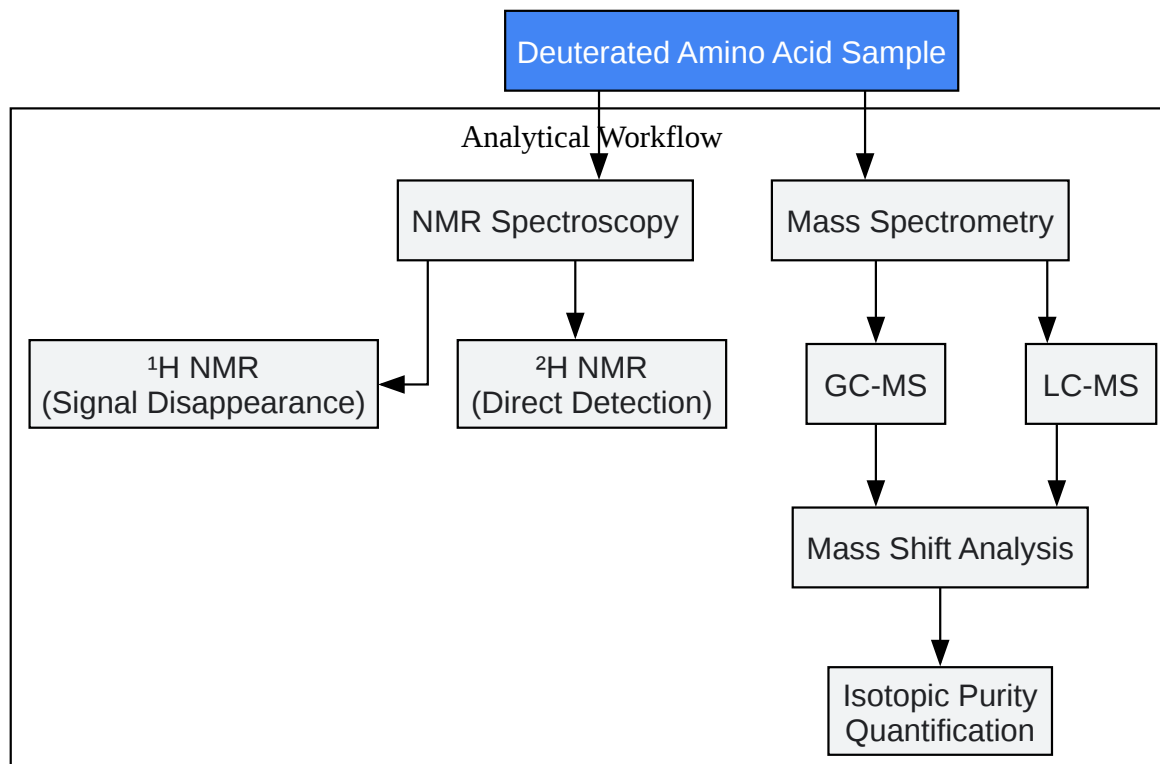 Deuterated Amino Acid Sample
Analytical Workflow
NMR Spectroscopy
Mass Spectrometry
¹H NMR
(Signal Disappearance)
²H NMR
(Direct Detection)
GC-MS
LC-MS
Mass Shift Analysis
Isotopic Purity
Quantification